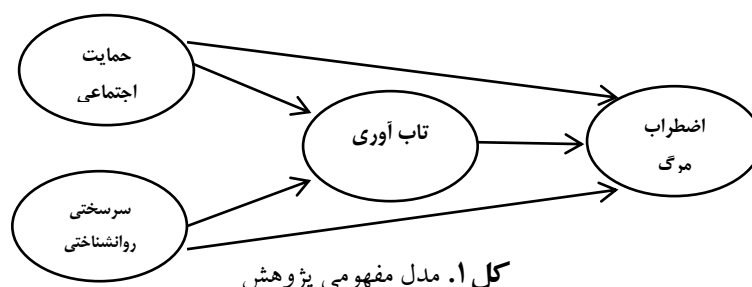 حمایت
اجتماعی
تاب آوری
اضطراب
مرگ
سرسختی
روانشناختی
کل ۱. مدل مفهومی پژوهش